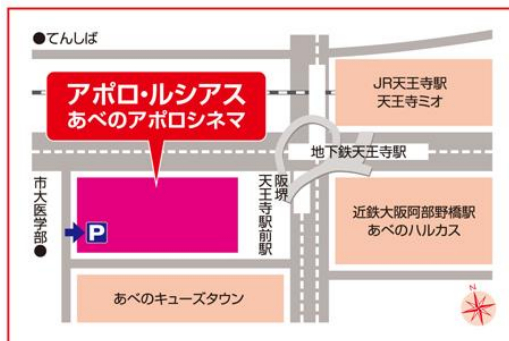 ●てんしば
アポロ・ルシアス
あべのアポロシネマ
JR天王寺駅
天王寺ミオ
地下鉄天王寺駅
市大医学部●
P
阪堺
天王寺駅前駅
近鉄大阪阿部野橋駅
あべのハルカス
あべのキューズタウン
N